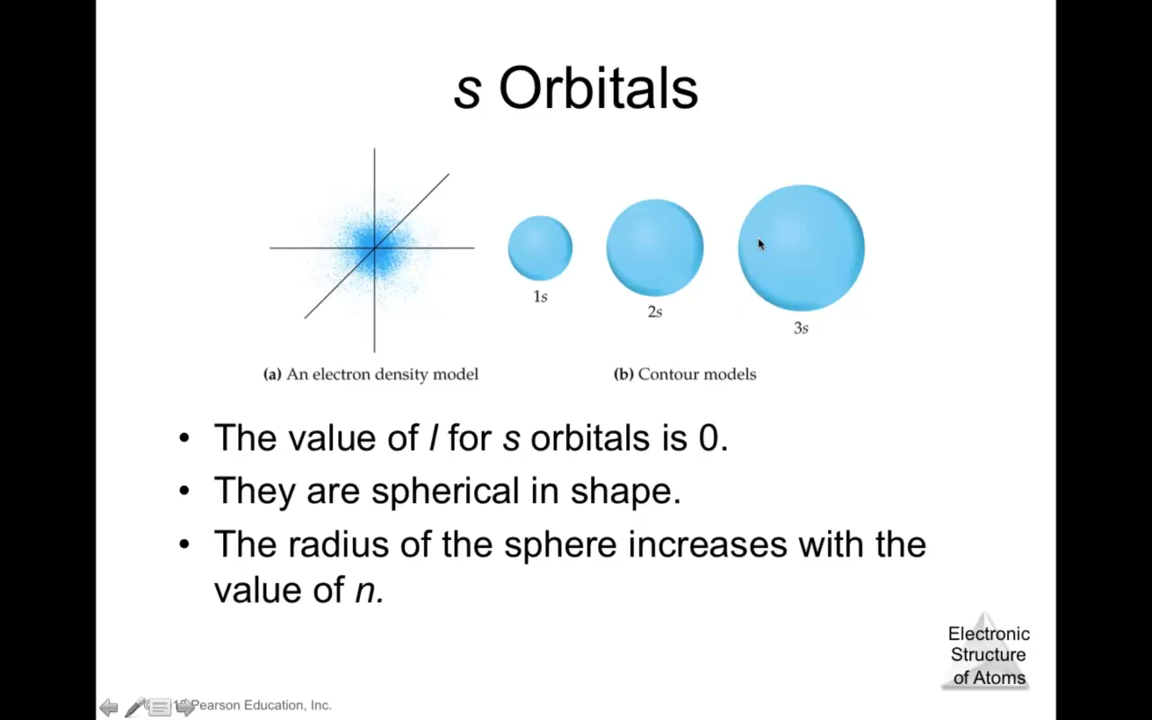 s Orbitals
1s
2s
3s
(a) An electron density model
(b) Contour models
• The value of l for s orbitals is 0.
• They are spherical in shape.
• The radius of the sphere increases with the
value of n.
Electronic
Structure
of Atoms
Pearson Education, Inc.